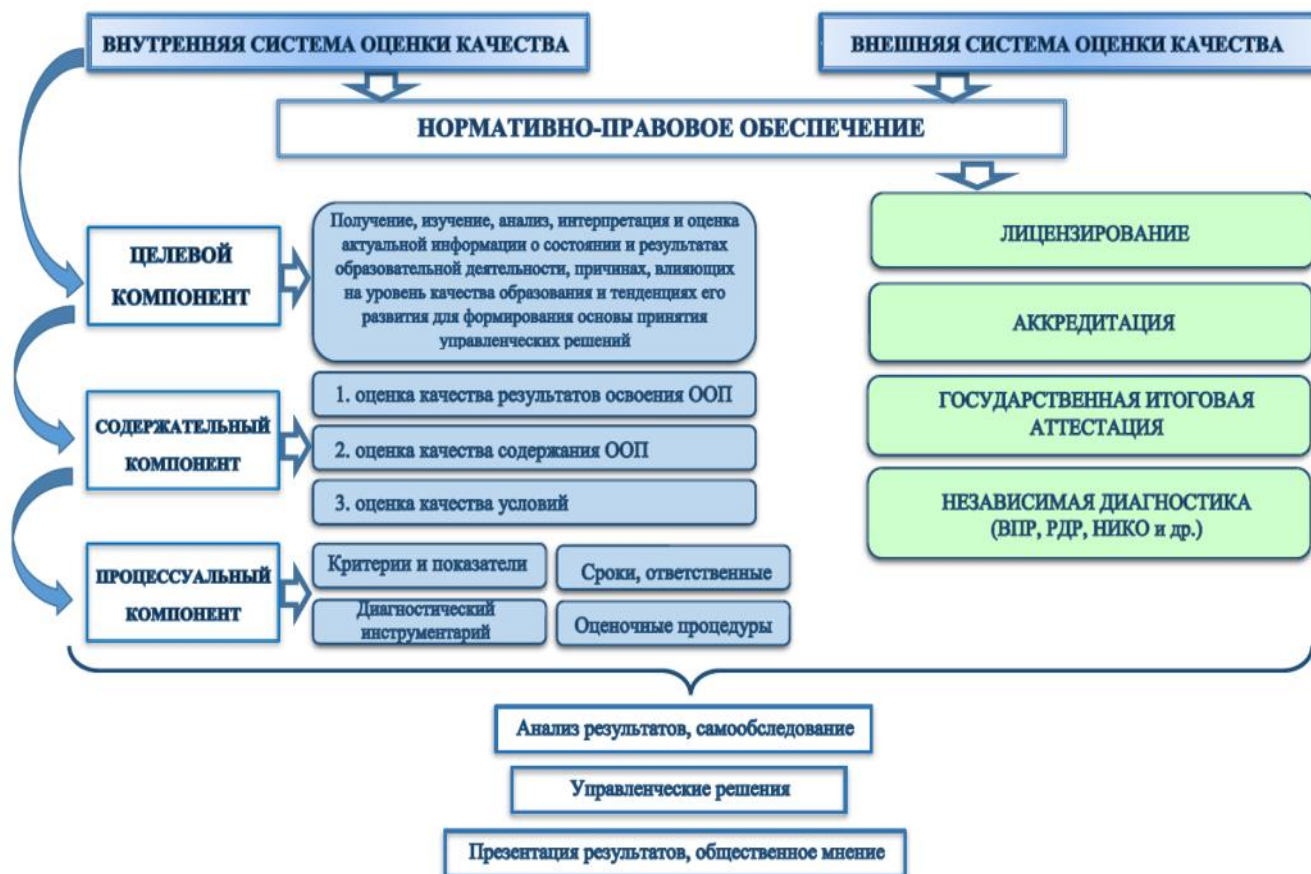 ВНУТРЕННЯЯ СИСТЕМА ОЦЕНКИ КАЧЕСТВА
ВНЕШНЯЯ СИСТЕМА ОЦЕНКИ КАЧЕСТВА
НОРМАТИВНО-ПРАВОВОЕ ОБЕСПЕЧЕНИЕ
ЦЕЛЕВОЙ
КОМПОНЕНТ
Получение, изучение, анализ, интерпретация и оценка
актуальной информации о состоянии и результатах
образовательной деятельности, причинах, влияющих
на уровень качества образования и тенденциях его
развития для формирования основы принятия
управленческих решений
СОДЕРЖАТЕЛЬНЫЙ
КОМПОНЕНТ
1. оценка качества результатов освоения ООП
2. оценка качества содержания ООП
3. оценка качества условий
ПРОЦЕССУАЛЬНЫЙ
КОМПОНЕНТ
Критерии и показатели
Сроки, ответственные
Диагностический
инструментарий
Оценочные процедуры
ЛИЦЕНЗИРОВАНИЕ
АККРЕДИТАЦИЯ
ГОСУДАРСТВЕННАЯ ИТОГОВАЯ
АТТЕСТАЦИЯ
НЕЗАВИСИМАЯ ДИАГНОСТИКА
(ВПР, РДР, НИКО и др.)
Анализ результатов, самообследование
Управленческие решения
Презентация результатов, общественное мнение